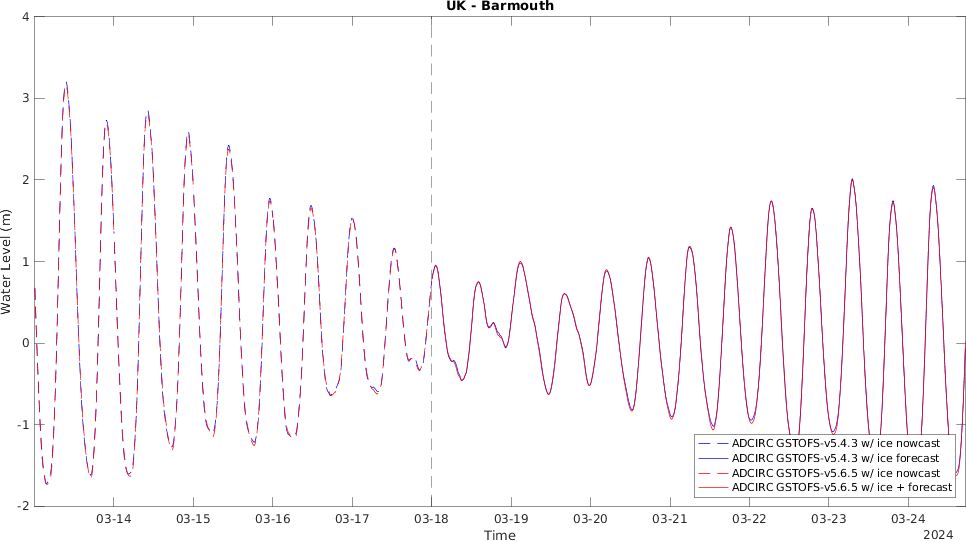 UK - Barmouth
4
3
2
1
0
-1
-2
Water Level (m)
ADCIRC GSTOFS-v5.4.3 w/ ice nowcast
ADCIRC GSTOFS-v5.4.3 w/ ice forecast
ADCIRC GSTOFS-v5.6.5 w/ ice nowcast
ADCIRC GSTOFS-v5.6.5 w/ ice + forecast
03-14 03-15 03-16 03-17 03-18 03-19 03-20 03-21 03-22 03-23 03-24
Time
2024